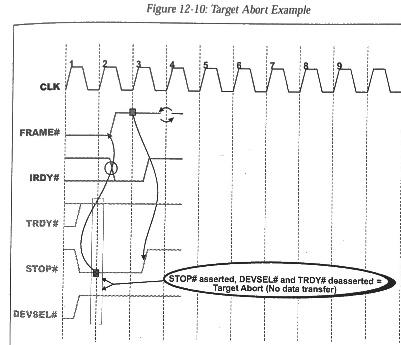 Figure 12-10: Target Abort Example
1 2 3 4 5 6 7 8 9
CLK
FRAME#
IRDY#
TRDY#
STOP#
STOP# asserted, DEVSEL# and TRDY# deasserted =
Target Abort (No data transfer)
DEVSEL#